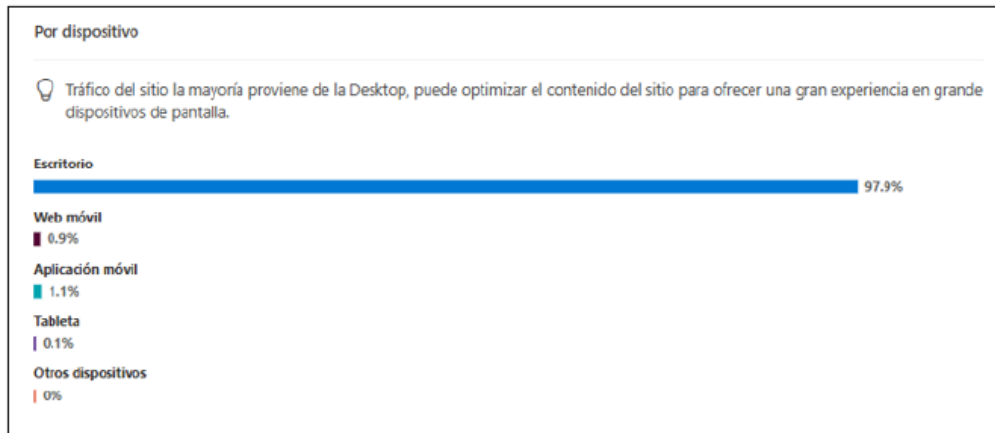 Por dispositivo
Tráfico del sitio la mayoría proviene de la Desktop, puede optimizar el contenido del sitio para ofrecer una gran experiencia en grande
dispositivos de pantalla.
Escritorio
97.9%
Web móvil
0.9%
Aplicación móvil
1.1%
Tableta
0.1%
Otros dispositivos
0%